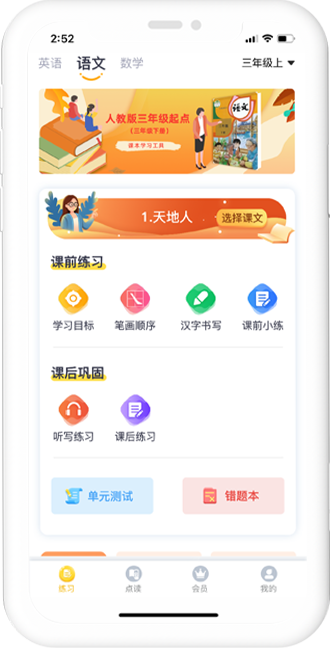 2:52
英语 语文 数学 三年级上
人教版三年级起点
(三年级下册)
课本学习工具
语文
1.天地人 选择课文
课前练习
学习目标 笔画顺序 汉字书写 课前小练
课后巩固
听写练习 课后练习
单元测试 错题本
练习 点读 会员 我的